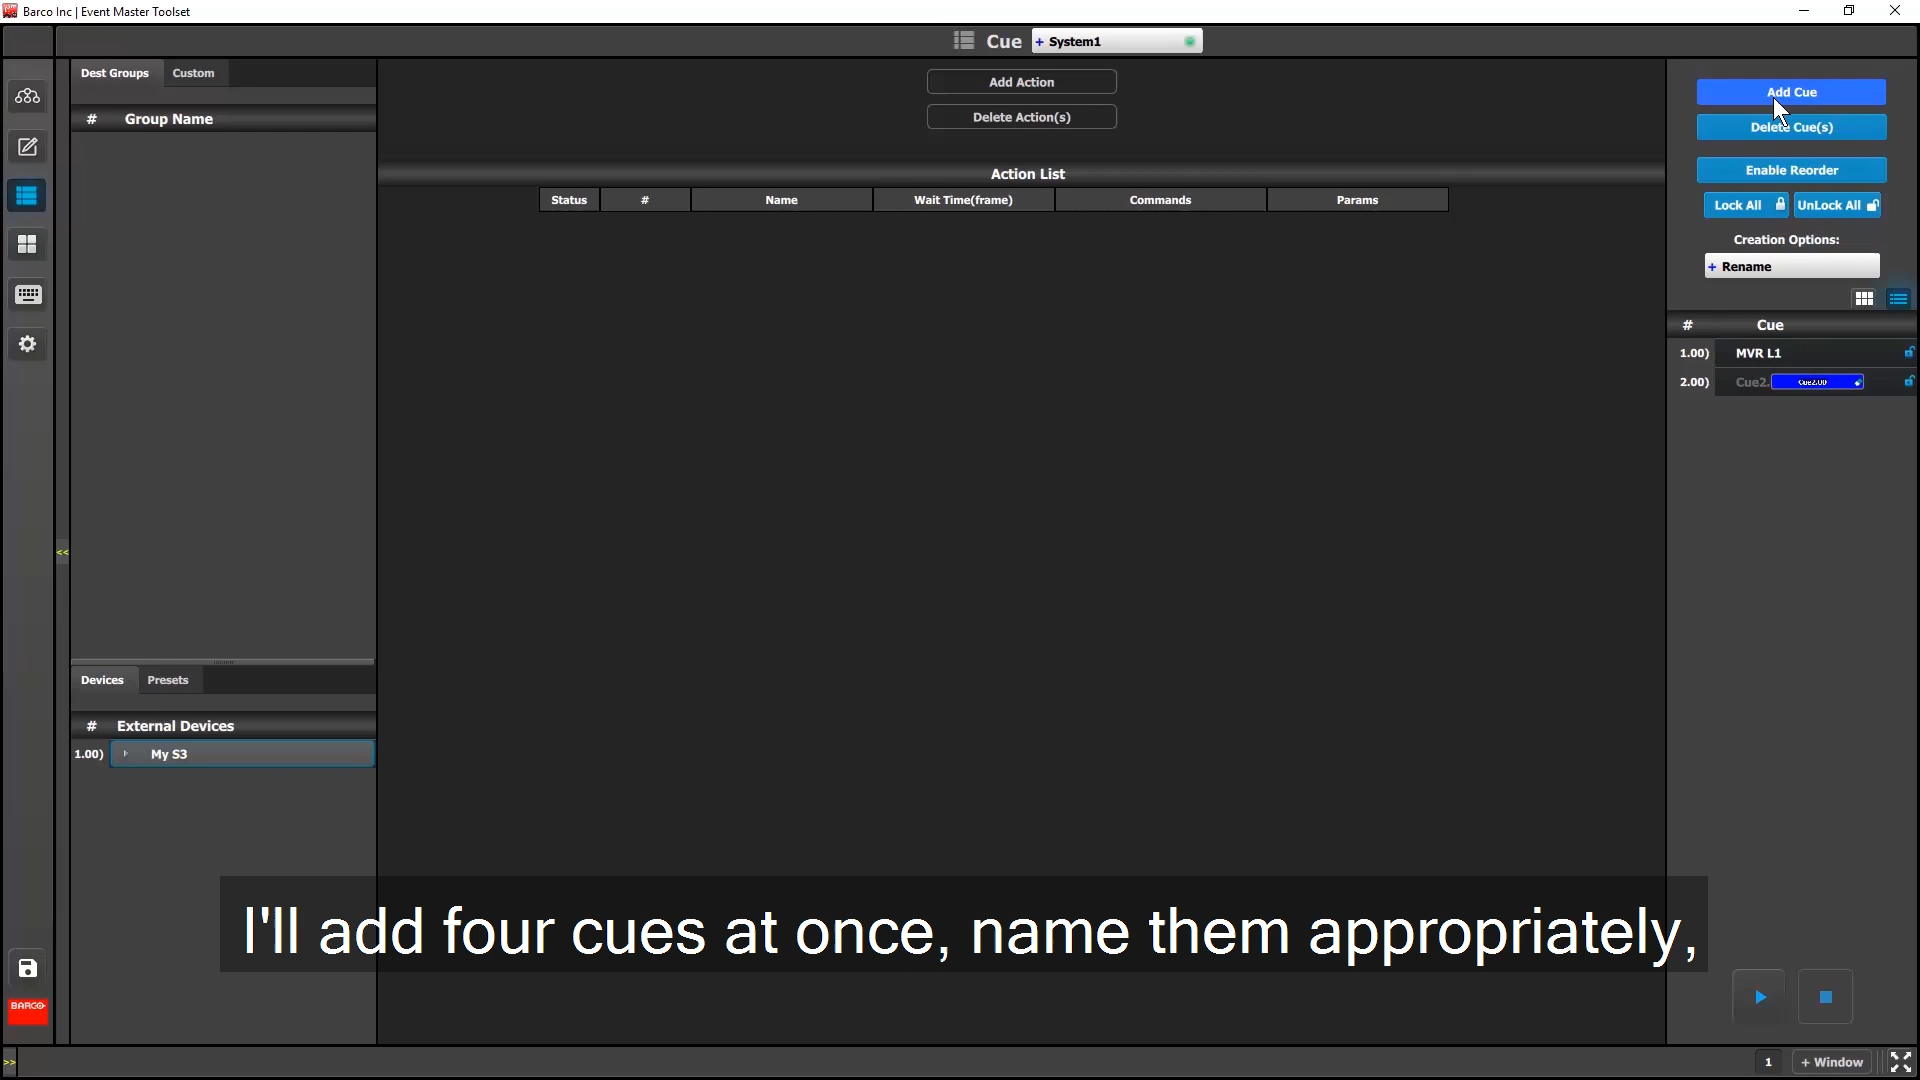 Barco Inc | Event Master Toolset
Cue
+ System1
Dest Groups
Custom
# Group Name
Add Action
Delete Action(s)
Action List
Status # Name Wait Time(frame) Commands Params
Add Cue
Delete Cue(s)
Enable Reorder
Lock All
UnLock All
Creation Options:
+ Rename
# Cue
1.00) MVR L1
2.00) Cue2. Cue2.00
<<
Devices
Presets
# External Devices
1.00) My S3
I'll add four cues at once, name them appropriately,
BARCO
>>
1
+ Window